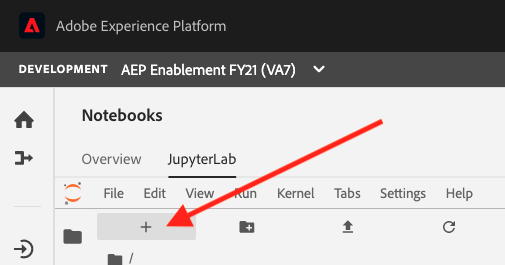 Adobe Experience Platform
DEVELOPMENT AEP Enablement FY21 (VA7)
Notebooks
Overview JupyterLab
File Edit View Run Kernel Tabs Settings Help
+
/